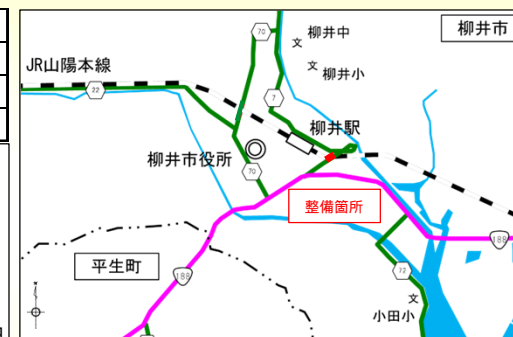 70
文 柳井中
柳井市
文 柳井小
JR山陽本線
22
7
柳井駅
柳井市役所
70
整備箇所
188
平生町
188
72
文
小田小